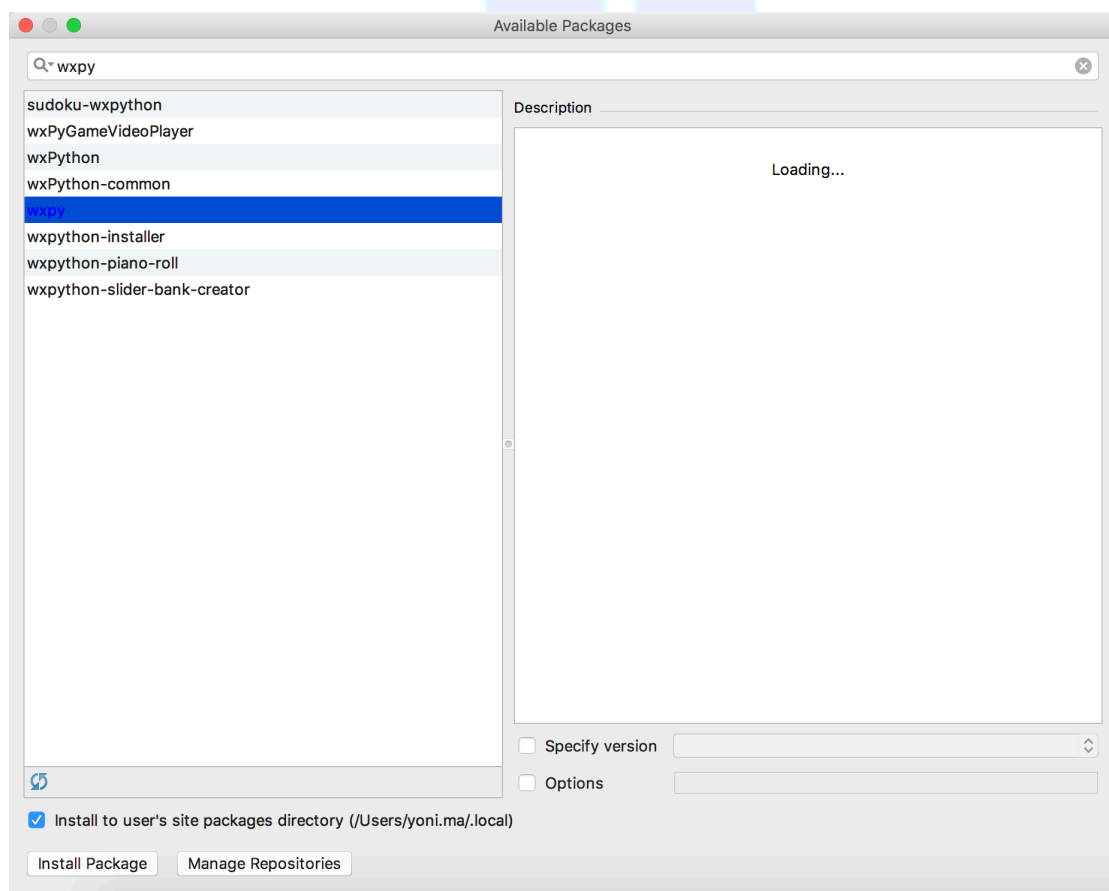 Available Packages
wxpy
sudoku-wxpython
wxPyGameVideoPlayer
wxPython
wxPython-common
wxpy
wxpython-installer
wxpython-piano-roll
wxpython-slider-bank-creator
Description
Loading...
Specify version
Options
Install to user's site packages directory (/Users/yoni.ma/.local)
Install Package
Manage Repositories